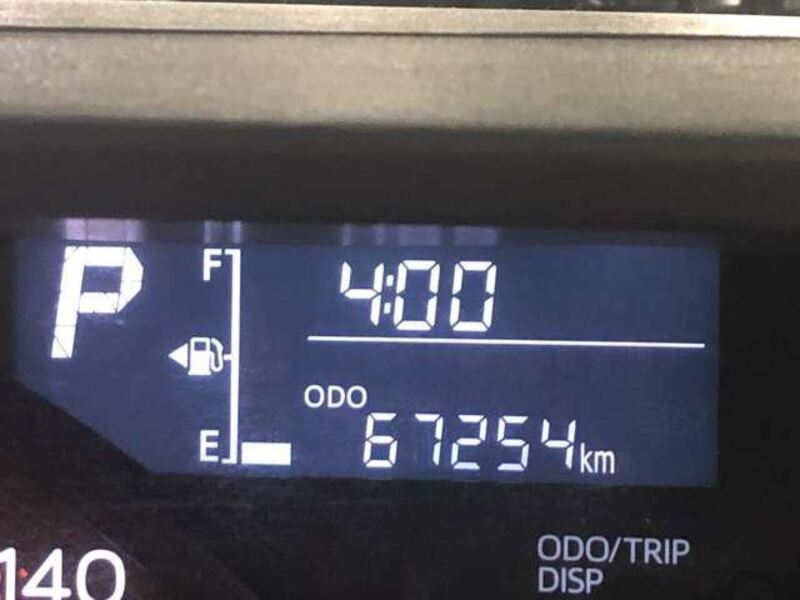 P
F
4:00
E
ODO
67254km
140
ODO/TRIP
DISP